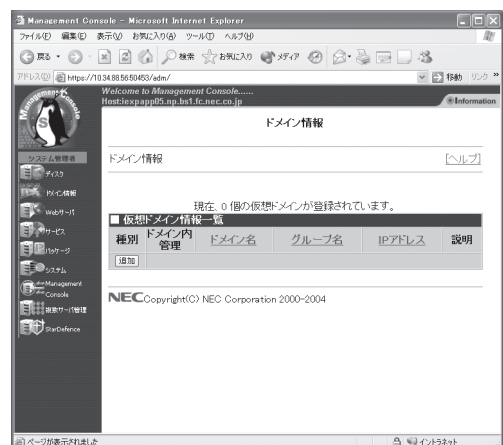 Management Console - Microsoft Internet Explorer
ファイル(F) 編集(E) 表示(V) お気に入り(A) ツール(T) ヘルプ(H)
戻る 検索 お気に入り メディア
アドレス(D) https://10.34.88.56:50453/adm/ 移動 リンク »
Management Console
Welcome to Management Console......
Host:iexpapp05.np.bs1.fc.nec.co.jp
Information
システム管理者
ディスク
ドメイン情報
Webサーバ
サービス
パッケージ
システム
Management Console
複数サーバ管理
StarDefence
ドメイン情報
ドメイン情報 [ヘルプ]
現在、0 個の仮想ドメインが登録されています。
■ 仮想ドメイン情報一覧
種別 ドメイン内管理 ドメイン名 グループ名 IPアドレス 説明
追加
NEC Copyright(C) NEC Corporation 2000-2004
ページが表示されました イントラネット